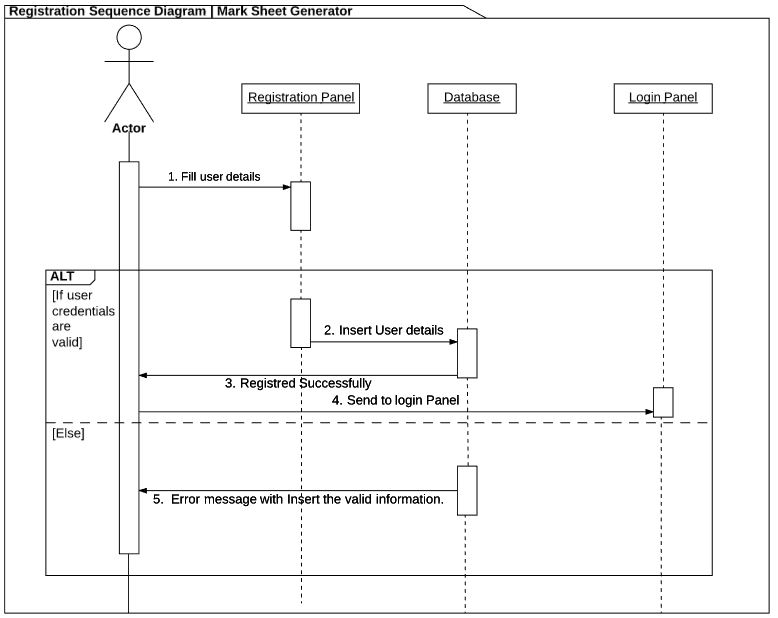 Registration Sequence Diagram | Mark Sheet Generator
Registration Panel
Database
Login Panel
Actor
1. Fill user details
ALT
[If user
credentials
are
valid]
2. Insert User details
3. Registred Successfully
4. Send to login Panel
[Else]
5. Error message with Insert the valid information.